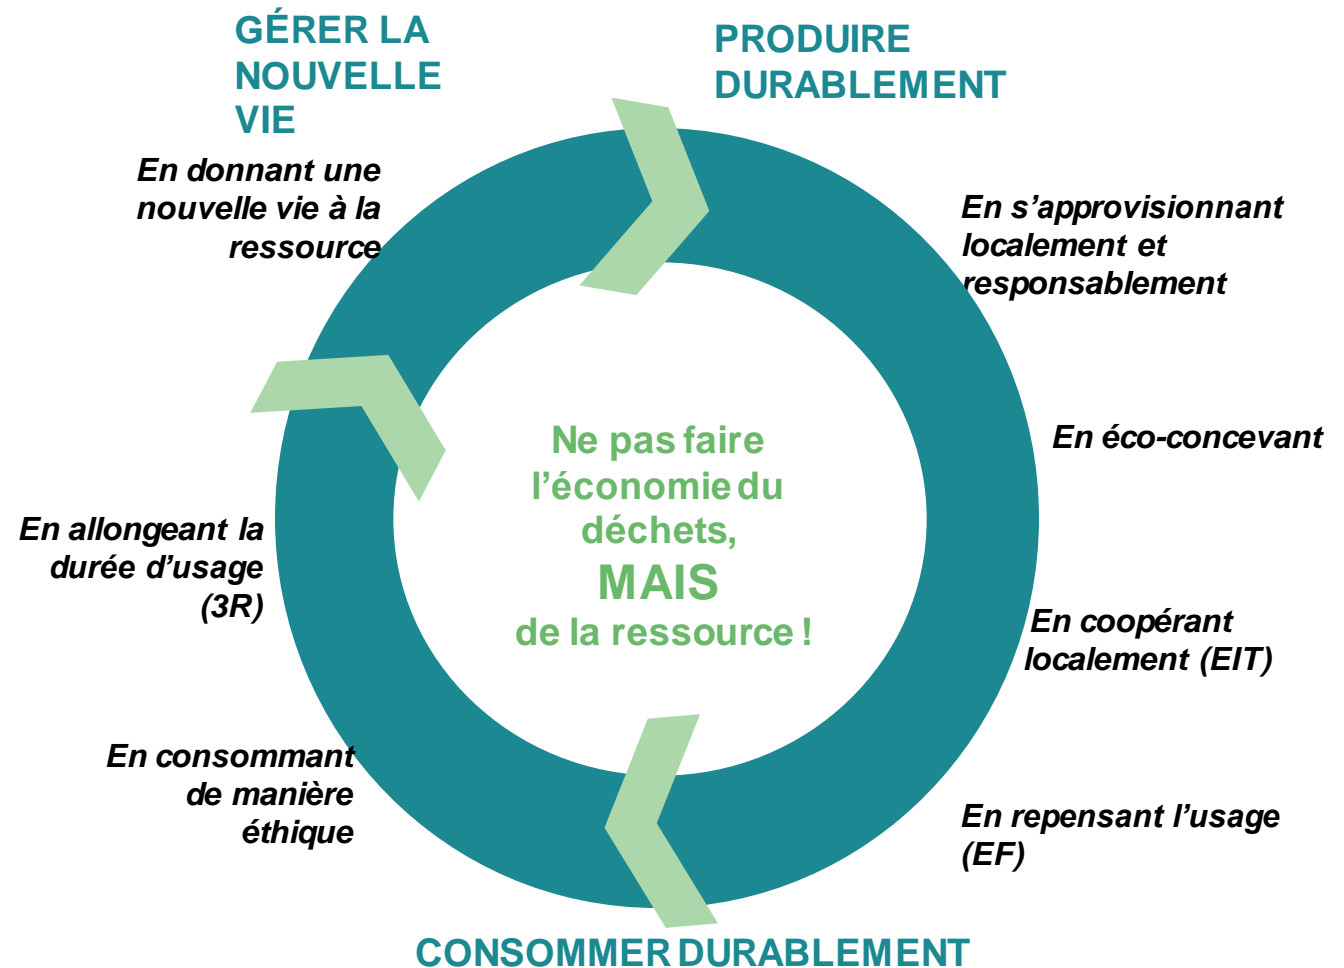 GÉRER LA
NOUVELLE
VIE
PRODUIRE
DURABLEMENT
En donnant une
nouvelle vie à la
ressource
En s’approvisionnant
localement et
responsablement
En éco-concevant
Ne pas faire
l’économie du
déchets,
MAIS
de la ressource !
En allongeant la
durée d’usage
(3R)
En coopérant
localement (EIT)
En consommant
de manière
éthique
En repensant l’usage
(EF)
CONSOMMER DURABLEMENT